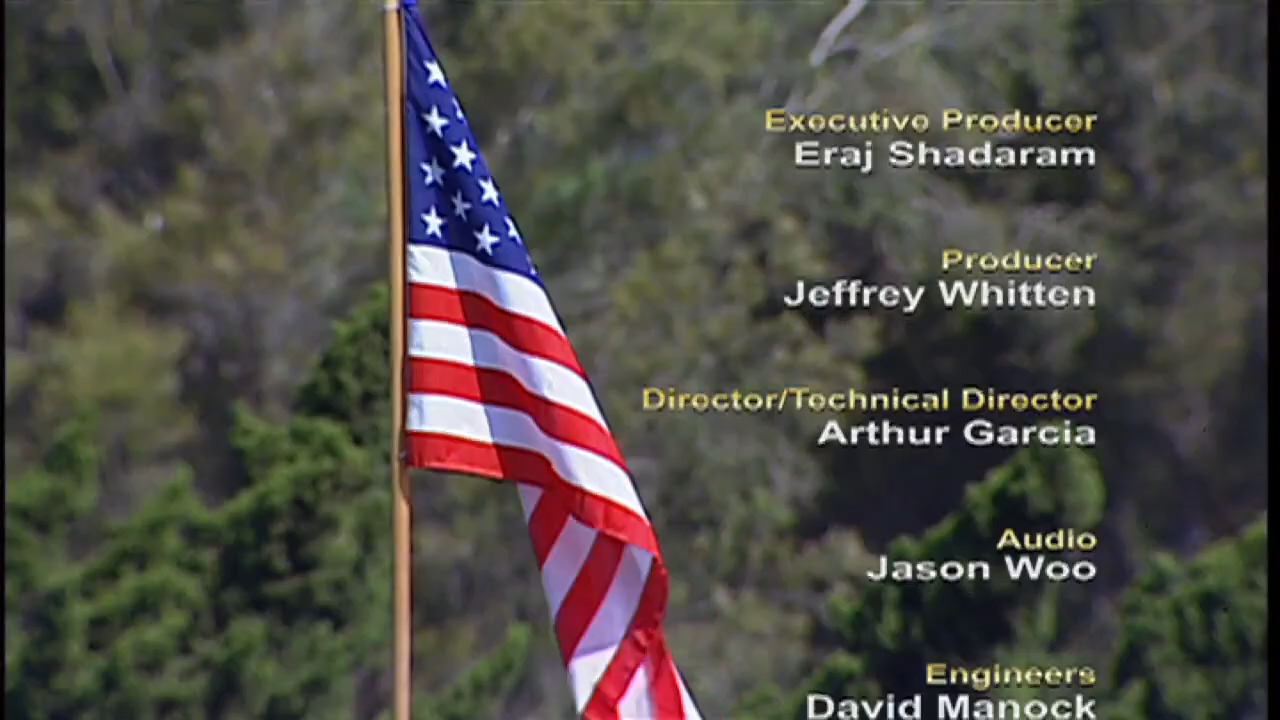 Executive Producer
Eraj Shadaram
Producer
Jeffrey Whitten
Director/Technical Director
Arthur Garcia
Audio
Jason Woo
Engineers
David Manock